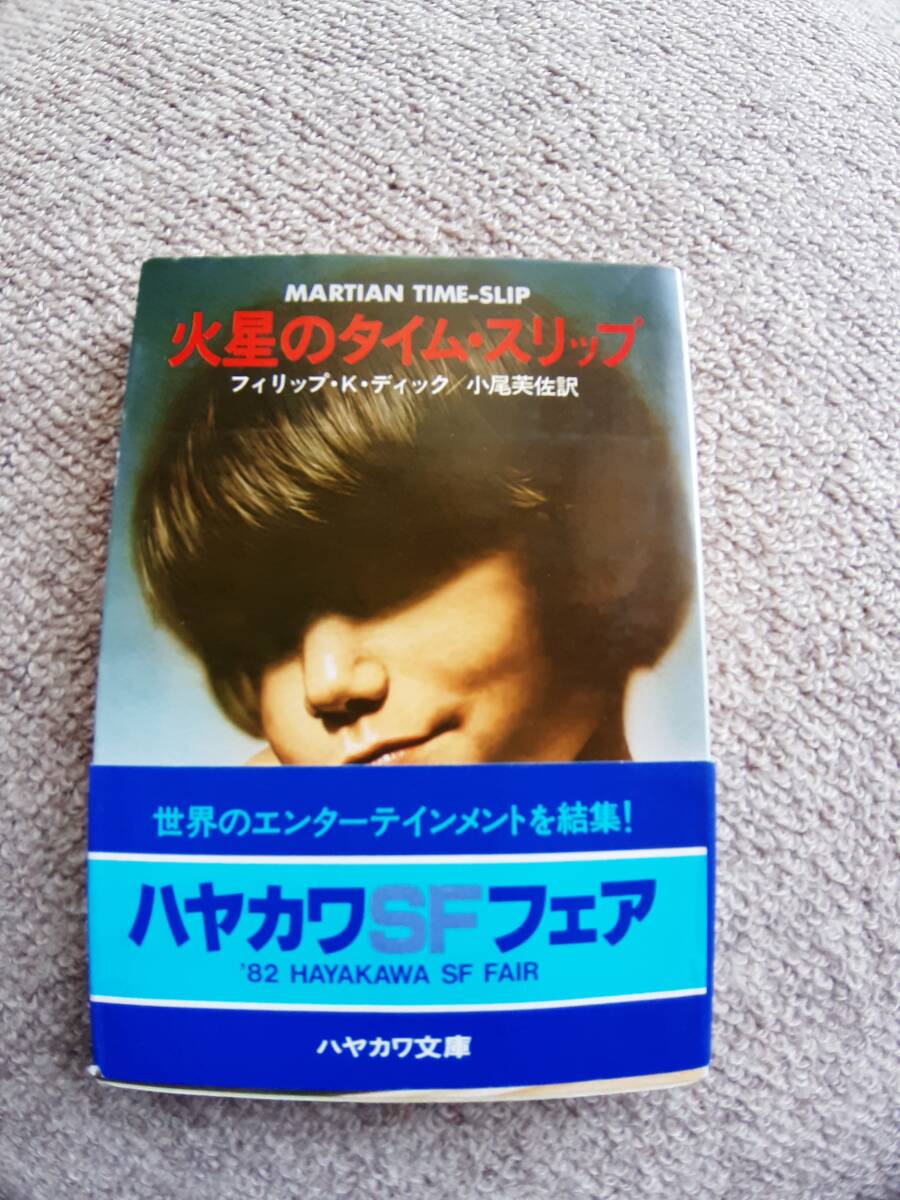 MARTIAN TIME-SLIP
火星のタイム・スリップ
フィリップ・K・ディック/小尾芙佐訳
世界のエンターテインメントを結集!
ハヤカワSFフェア
'82 HAYAKAWA SF FAIR
ハヤカワ文庫